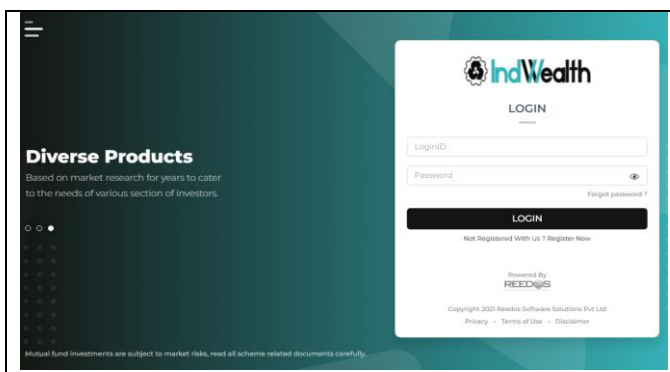 Diverse Products
Based on market research for years to cater
to the needs of various section of investors.
Mutual fund investments are subject to market risks, read all scheme related documents carefully.
IndWealth
LOGIN
LoginID
Password
Forgot password ?
LOGIN
Not Registered With Us ? Register Now
Powered By
REEDOS
Copyright 2021 Reedos Software Solutions Pvt Ltd
Privacy - Terms of Use - Disclaimer